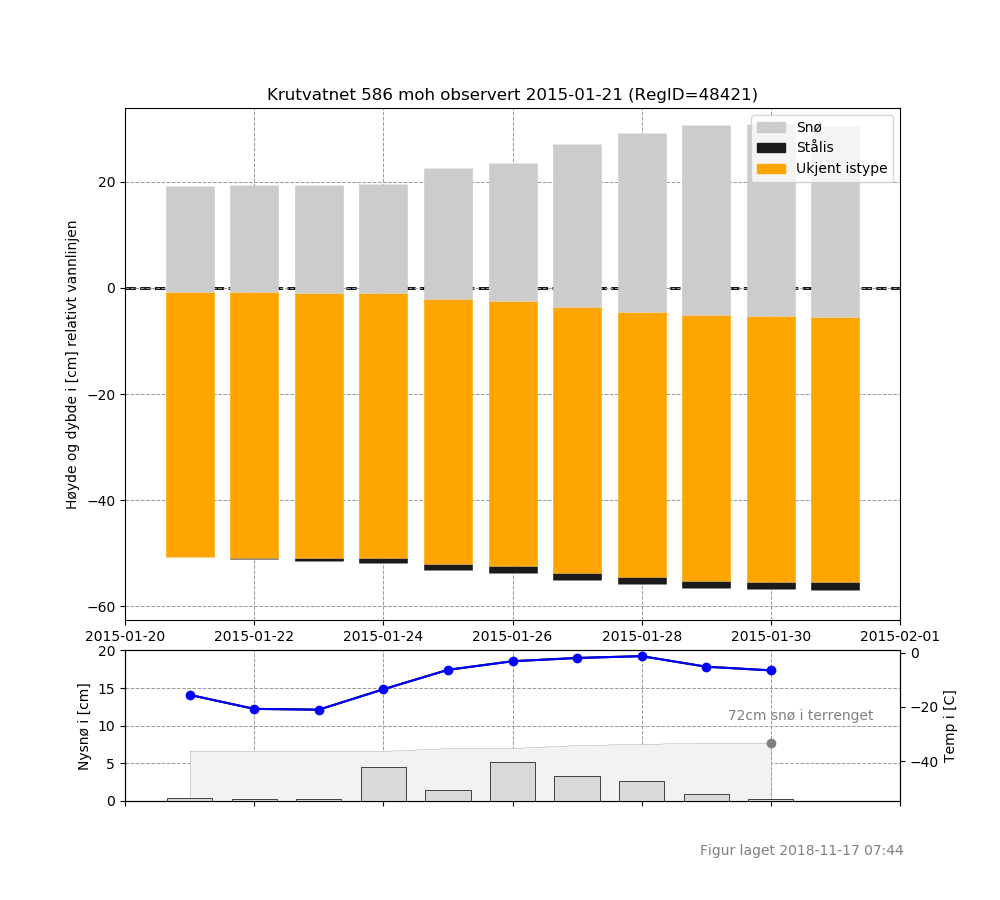 Krutvatnet 586 moh observert 2015-01-21 (RegID=48421)
Snø
Stålis
Ukjent istype
Høyde og dybde i [cm] relativt vannlinjen
20
0
−20
−40
−60
2015-01-20 2015-01-22 2015-01-24 2015-01-26 2015-01-28 2015-01-30 2015-02-01
Nysnø i [cm]
20
15
10
5
0
72cm snø i terrenget
0
−20
−40
Temp i [C]
Figur laget 2018-11-17 07:44